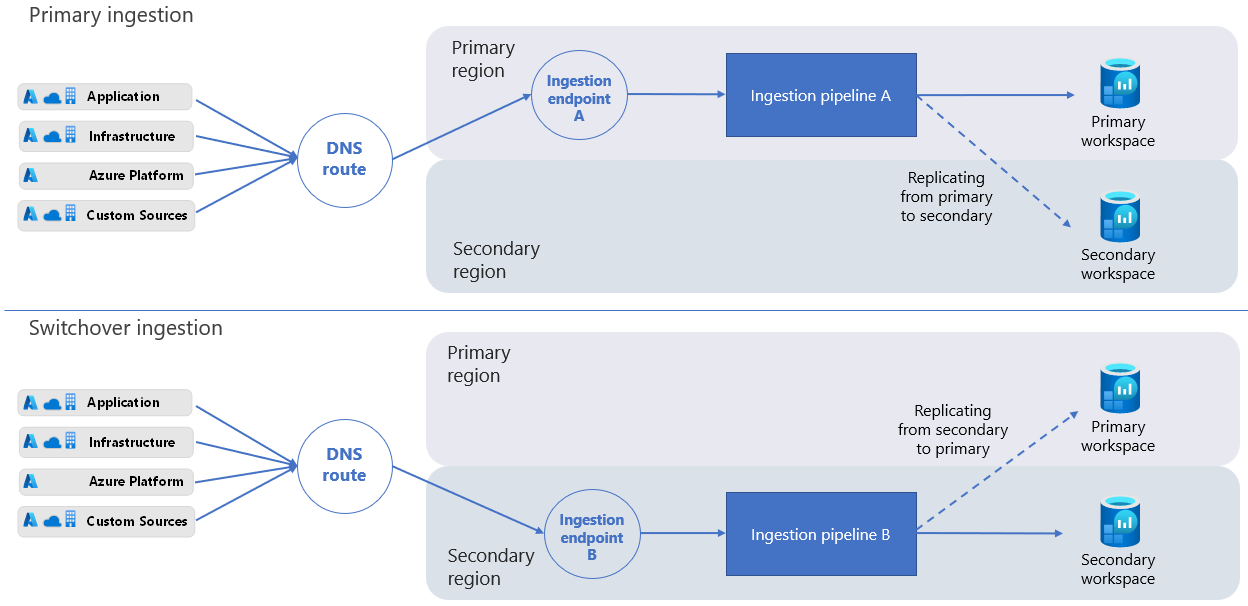 Primary ingestion
Primary
region
Application
Infrastructure
Azure Platform
Custom Sources
DNS
route
Ingestion
endpoint
A
Ingestion pipeline A
Primary
workspace
Replicating
from primary
to secondary
Secondary
region
Secondary
workspace
Switchover ingestion
Primary
region
Application
Infrastructure
Azure Platform
Custom Sources
DNS
route
Replicating
from secondary
to primary
Primary
workspace
Ingestion
endpoint
B
Ingestion pipeline B
Secondary
region
Secondary
workspace